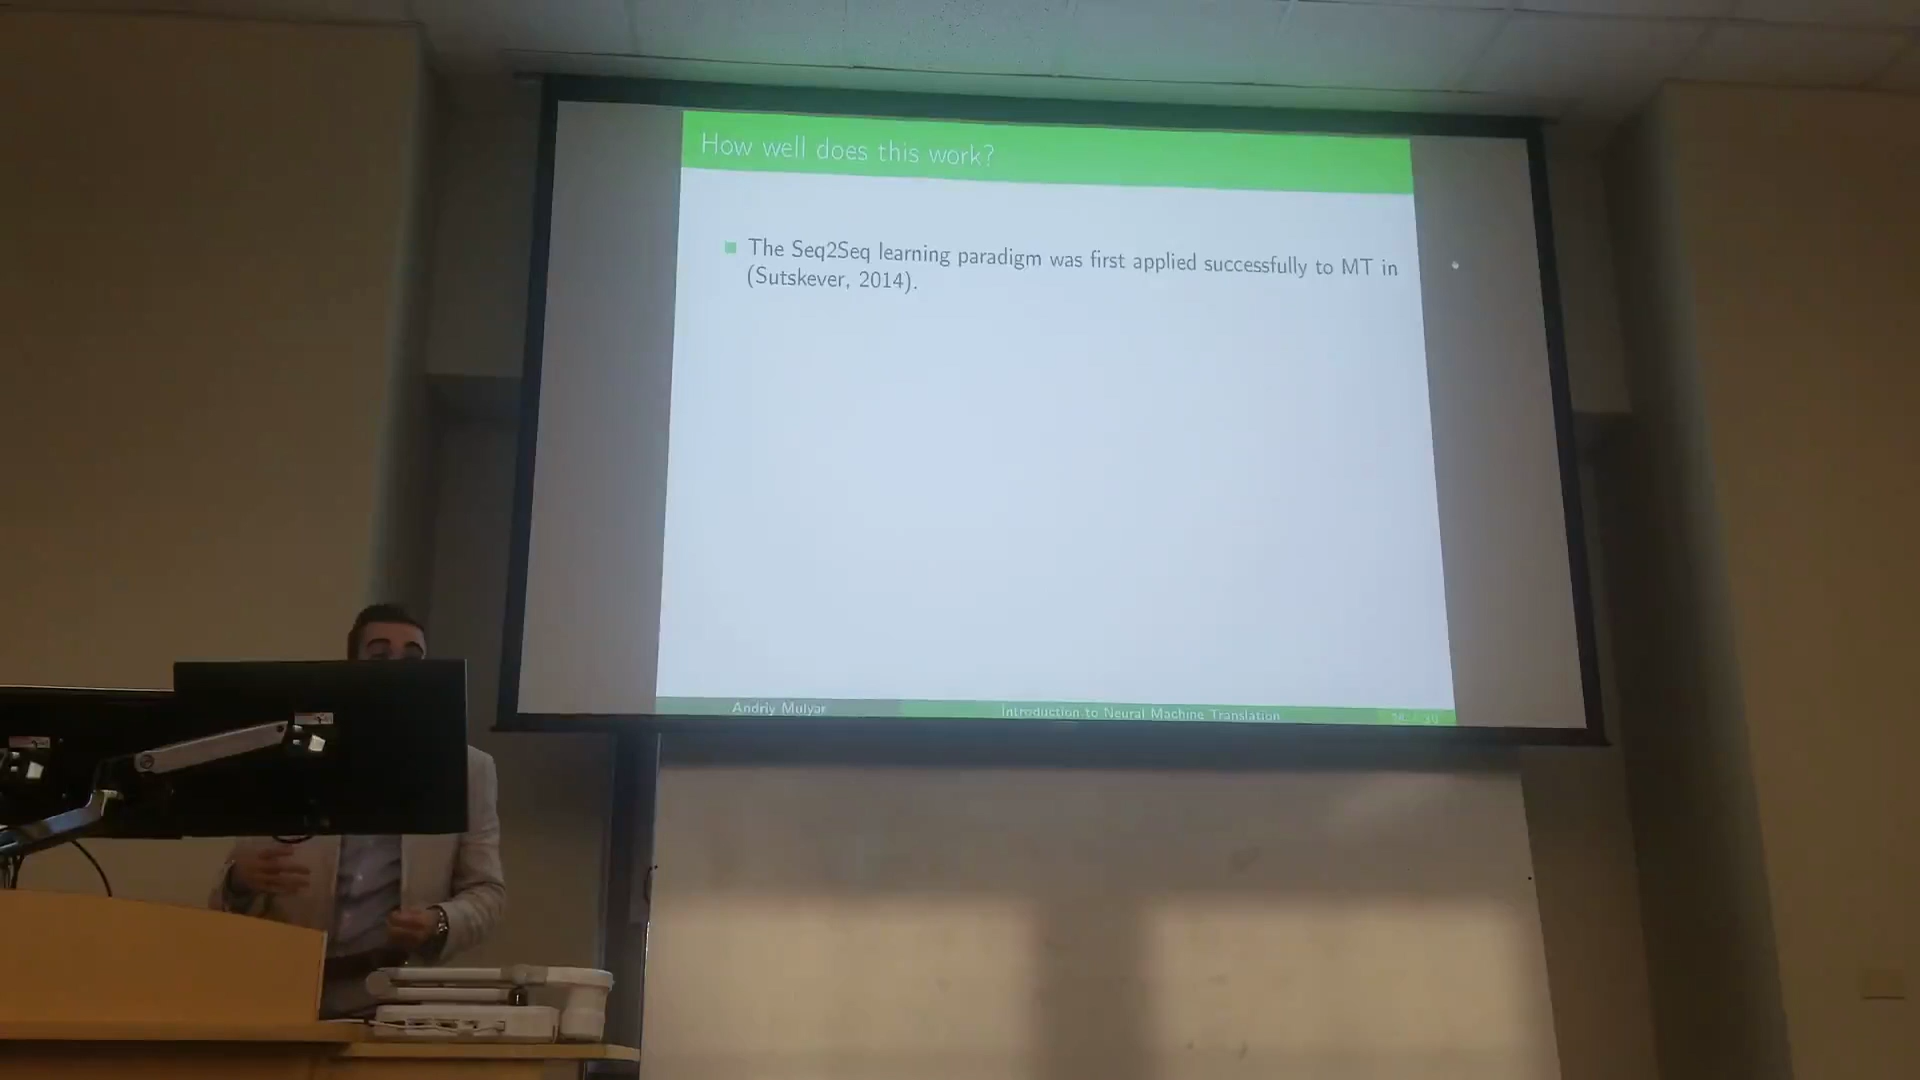 How well does this work?
The Seq2Seq learning paradigm was first applied successfully to MT in
(Sutskever, 2014).
Andriy Mulyar
Introduction to Neural Machine Translation